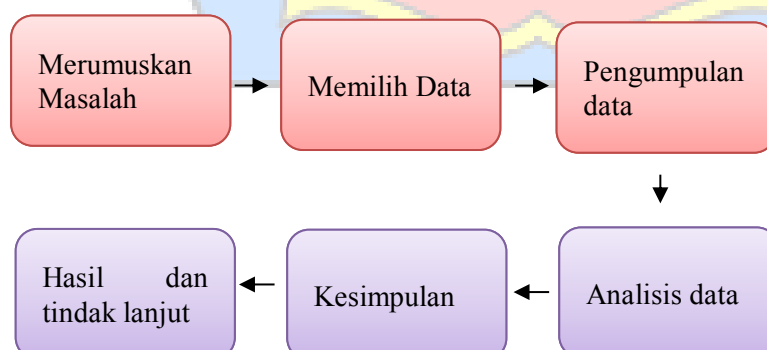 Merumuskan
Masalah
Memilih Data
Pengumpulan
data
Analisis data
Kesimpulan
Hasil dan
tindak lanjut